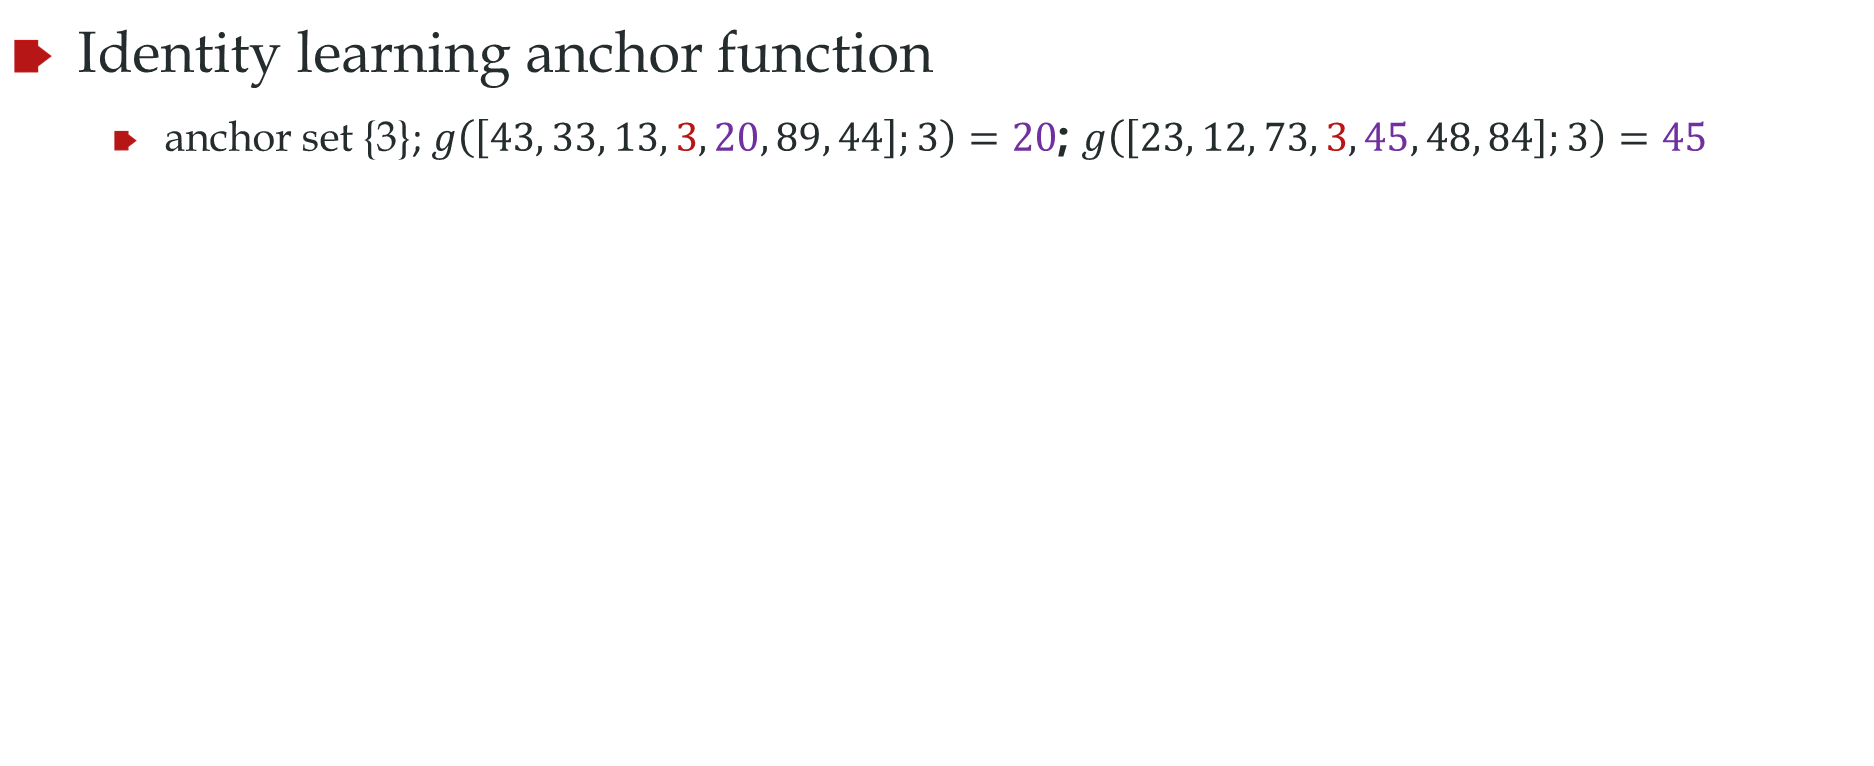 Identity learning anchor function
anchor set {3}; g([43, 33, 13, 3, 20, 89, 44]; 3) = 20; g([23, 12, 73, 3, 45, 48, 84]; 3) = 45